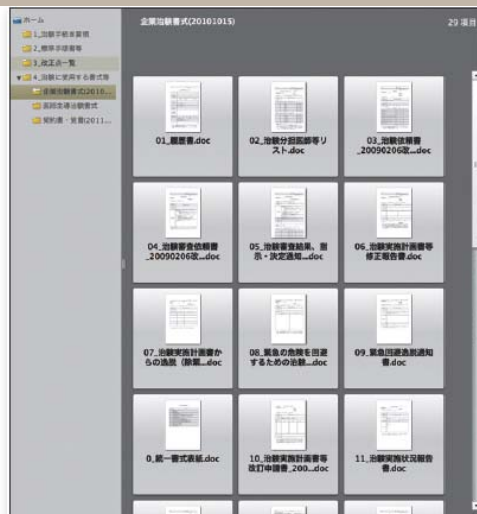 ホーム
1_治験手続き要領
2_標準手順書等
3_改正点一覧
4_治験に使用する書式等
企業治験書式(2010...
医師主導治験書式
契約書・覚書(2011...
企業治験書式(20101015)
29 項目
01_履歴書.doc
02_治験分担医師等リ
スト.doc
03_治験依頼書
_20090206改...doc
04_治験審査依頼書
_20090206改...doc
05_治験審査結果、指
示・決定通知...doc
06_治験実施計画書等
修正報告書.doc
07_治験実施計画書か
らの逸脱（除緊...doc
08_緊急の危険を回避
するための治験...doc
09_緊急回避逸脱通知
書.doc
0_統一書式表紙.doc
10_治験実施計画書等
改訂申請書_200...doc
11_治験実施状況報告
書.doc